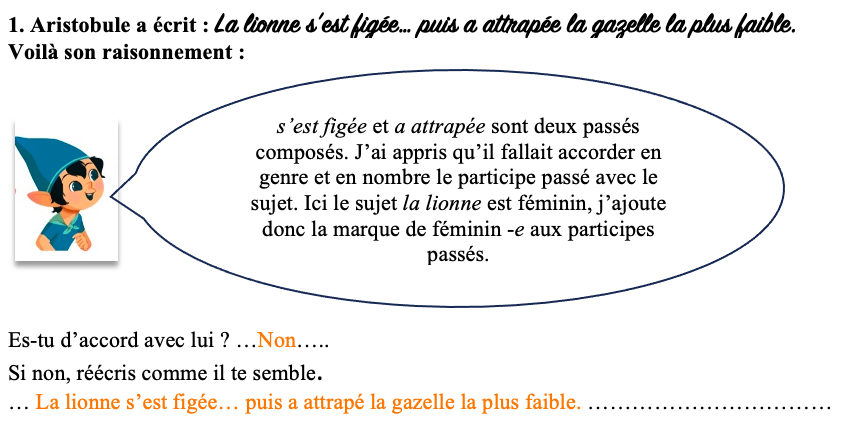 1. Aristobule a écrit : La lionne s'est figée... puis a attrapée la gazelle la plus faible.
Voilà son raisonnement :
s'est figée et a attrapée sont deux passés
composés. J'ai appris qu'il fallait accorder en
genre et en nombre le participe passé avec le
sujet. Ici le sujet la lionne est féminin, j'ajoute
donc la marque de féminin -e aux participes
passés.
Es-tu d'accord avec lui ? …Non…..
Si non, réécris comme il te semble.
… La lionne s'est figée… puis a attrapé la gazelle la plus faible. ……………………………